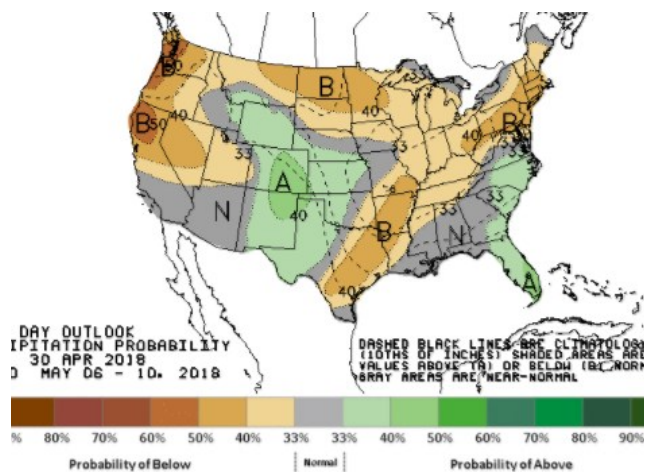 B
50
B
40
B
50
40
40
B
40
33
33
A
40
N
B
33
33
N
40
A
DAY OUTLOOK
IPITATION PROBABILITY
30 APR 2018
MAY 06 - 10. 2018
DASHED BLACK LINES ARE CLIMATOLOG
(10THS OF INCHES) SHADED AREAS ARE
VALUES ABOVE (A) OR BELOW (B) NORM
GRAY AREAS ARE NEAR-NORMAL
% 80% 70% 60% 50% 40% 33% 33% 40% 50% 60% 70% 80% 90%
Probability of Below Normal Probability of Above